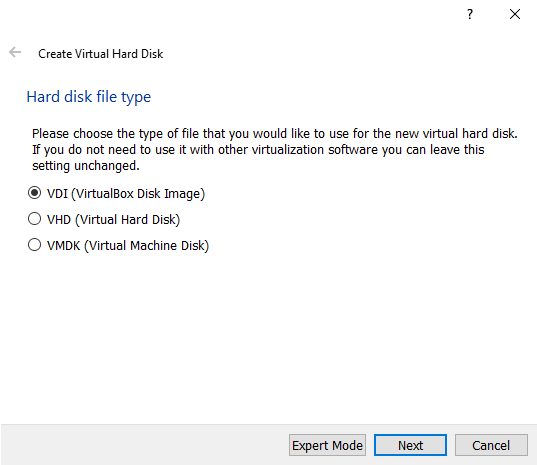 ?
Create Virtual Hard Disk
Hard disk file type
Please choose the type of file that you would like to use for the new virtual hard disk.
If you do not need to use it with other virtualization software you can leave this
setting unchanged.
VDI (VirtualBox Disk Image)
VHD (Virtual Hard Disk)
VMDK (Virtual Machine Disk)
Expert Mode Next Cancel